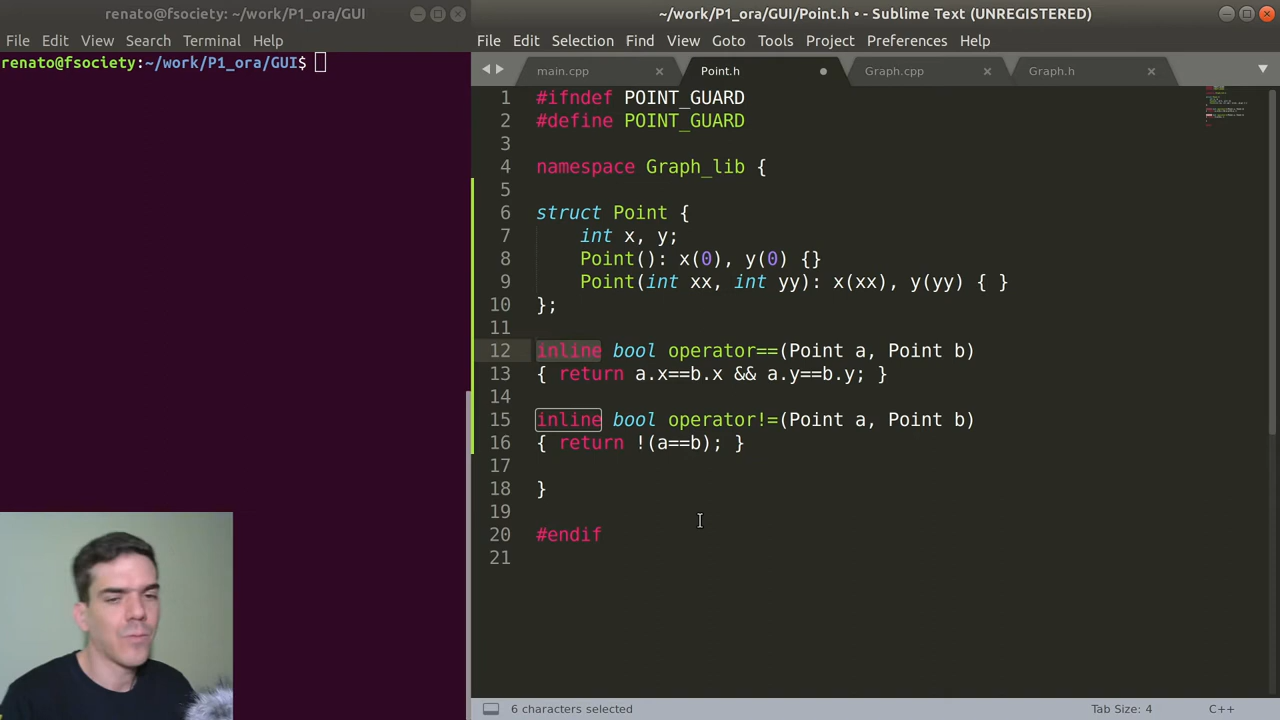 renato@fsociety: ~/work/P1_ora/GUI
File Edit View Search Terminal Help
renato@fsociety:~/work/P1_ora/GUI$
~/work/P1_ora/GUI/Point.h • - Sublime Text (UNREGISTERED)
File Edit Selection Find View Goto Tools Project Preferences Help
main.cpp Point.h Graph.cpp Graph.h
1 #ifndef POINT_GUARD
2 #define POINT_GUARD
3
4 namespace Graph_lib {
5
6 struct Point {
7 int x, y;
8 Point(): x(0), y(0) {}
9 Point(int xx, int yy): x(xx), y(yy) { }
10 };
11
12 inline bool operator==(Point a, Point b)
13 { return a.x==b.x && a.y==b.y; }
14
15 inline bool operator!=(Point a, Point b)
16 { return !(a==b); }
17
18 }
19
20 #endif
21
6 characters selected Tab Size: 4 C++